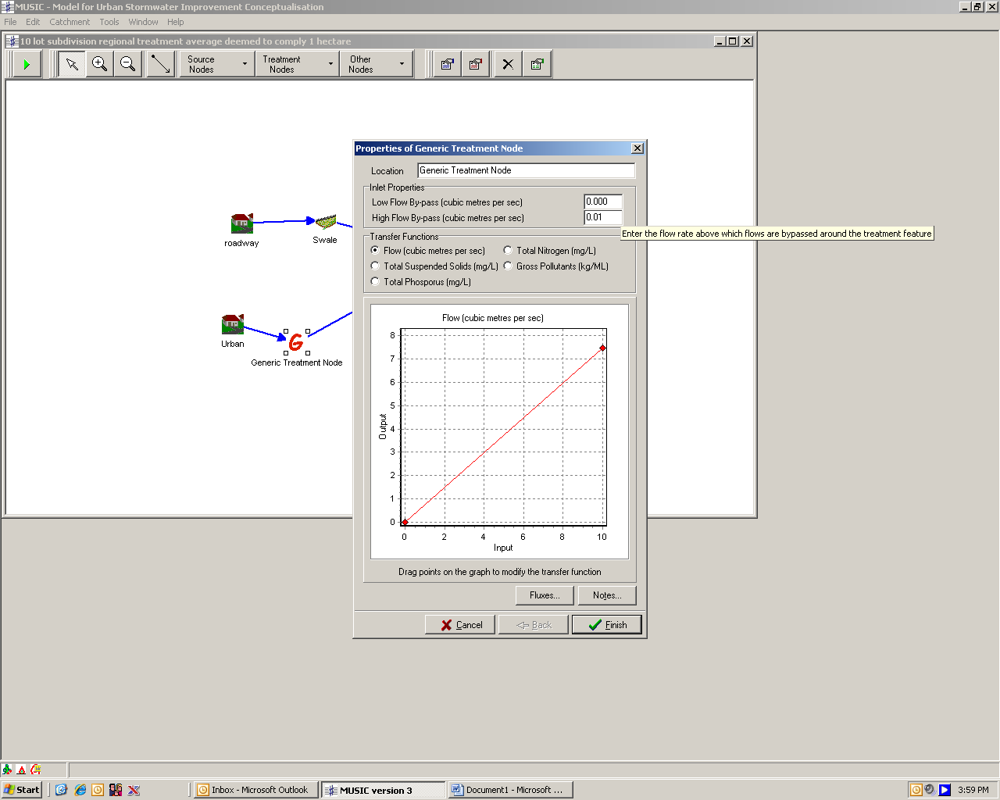 MUSIC - Model for Urban Stormwater Improvement Conceptualisation
File Edit Catchment Tools Window Help
10 lot subdivision regional treatment average deemed to comply 1 hectare
Source Nodes
Treatment Nodes
Other Nodes
roadway
Swale
Urban
G
Generic Treatment Node
Properties of Generic Treatment Node
Location Generic Treatment Node
Inlet Properties
Low Flow By-pass (cubic metres per sec) 0.000
High Flow By-pass (cubic metres per sec) 0.01
Enter the flow rate above which flows are bypassed around the treatment feature
Transfer Functions
Flow (cubic metres per sec) Total Nitrogen (mg/L)
Total Suspended Solids (mg/L) Gross Pollutants (kg/ML)
Total Phosporus (mg/L)
Flow (cubic metres per sec)
8
7
6
5
4
3
2
1
0
Output
0 2 4 6 8 10
Input
Drag points on the graph to modify the transfer function
Fluxes... Notes...
Cancel Back Finish
Start Inbox - Microsoft Outlook MUSIC version 3 Document1 - Microsoft ... 3:59 PM